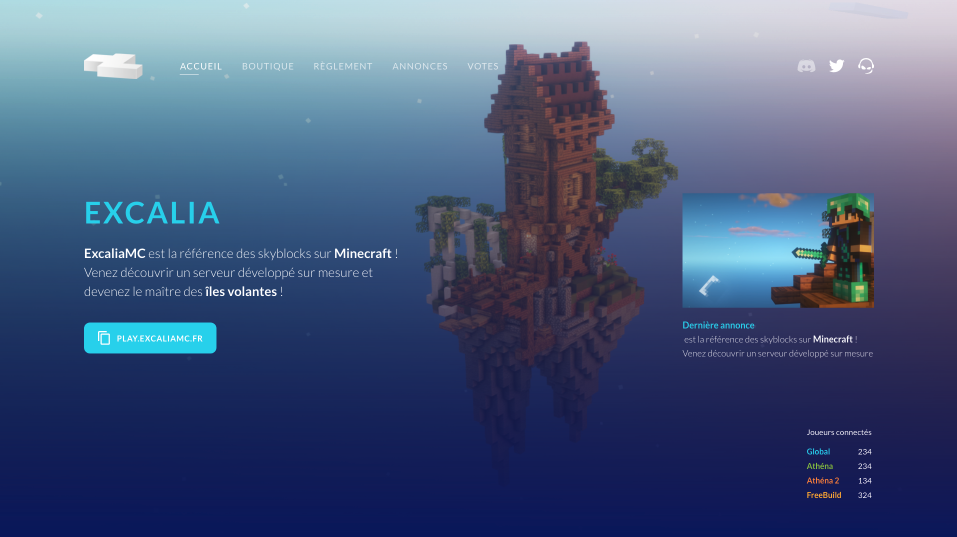 ACCUEIL BOUTIQUE RÈGLEMENT ANNONCES VOTES
EXCALIA
ExcaliaMC est la référence des skyblocks sur Minecraft !
Venez découvrir un serveur développé sur mesure et
devenez le maître des îles volantes !
PLAY.EXCALIAMC.FR
Dernière annonce
est la référence des skyblocks sur Minecraft !
Venez découvrir un serveur développé sur mesure
Joueurs connectés
Global 234
Athéna 234
Athéna 2 134
FreeBuild 324